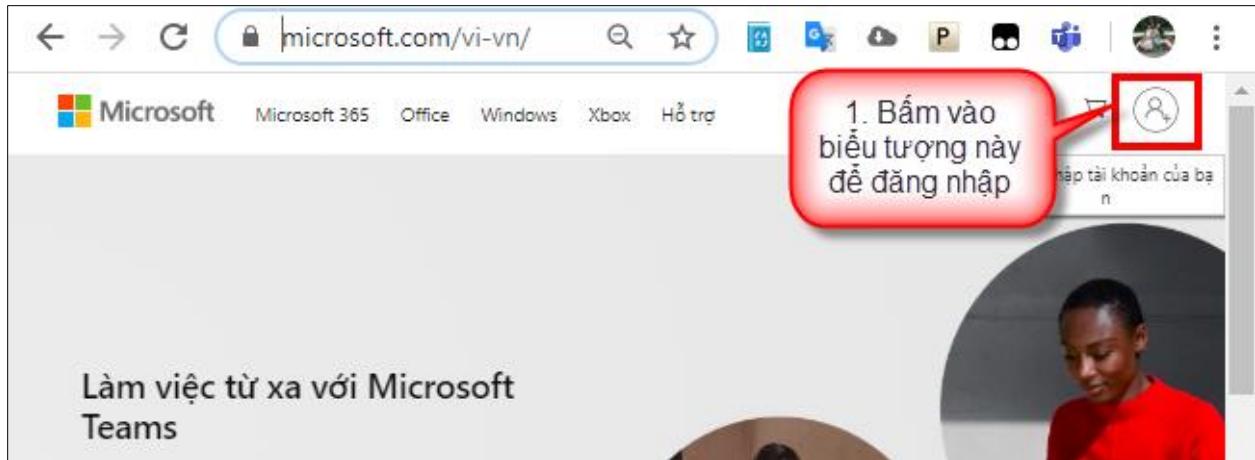 microsoft.com/vi-vn/
P
Microsoft Microsoft 365 Office Windows Xbox Hỗ trợ
1. Bấm vào
biểu tượng này
để đăng nhập
tài khoản của bạ
n
Làm việc từ xa với Microsoft
Teams